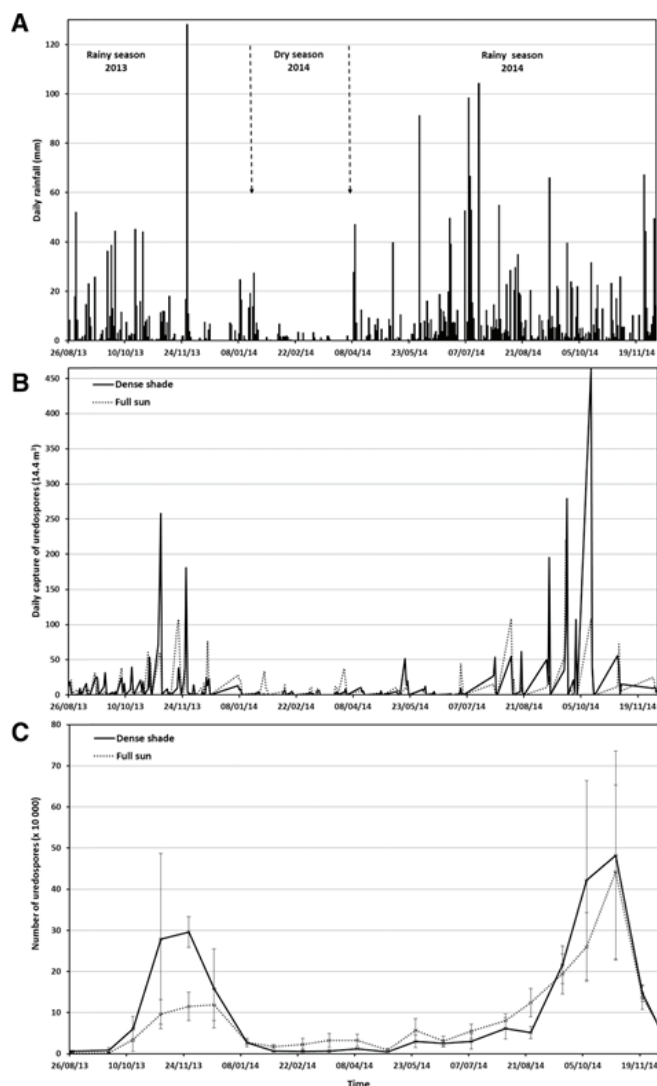 A
Rainy season
2013
Dry season
2014
Rainy season
2014
Daily rainfall (mm)
120
100
80
60
40
20
0
26/08/13 10/10/13 24/11/13 08/01/14 22/02/14 08/04/14 23/05/14 07/07/14 21/08/14 05/10/14 19/11/14
B
Dense shade
Full sun
Daily capture of uredospores (14.4 m³)
450
400
350
300
250
200
150
100
50
0
26/08/13 10/10/13 24/11/13 08/01/14 22/02/14 08/04/14 23/05/14 07/07/14 21/08/14 05/10/14 19/11/14
C
Dense shade
Full sun
Number of uredospores (x 10 000)
80
70
60
50
40
30
20
10
0
26/08/13 10/10/13 24/11/13 08/01/14 22/02/14 08/04/14 23/05/14 07/07/14 21/08/14 05/10/14 19/11/14
Time